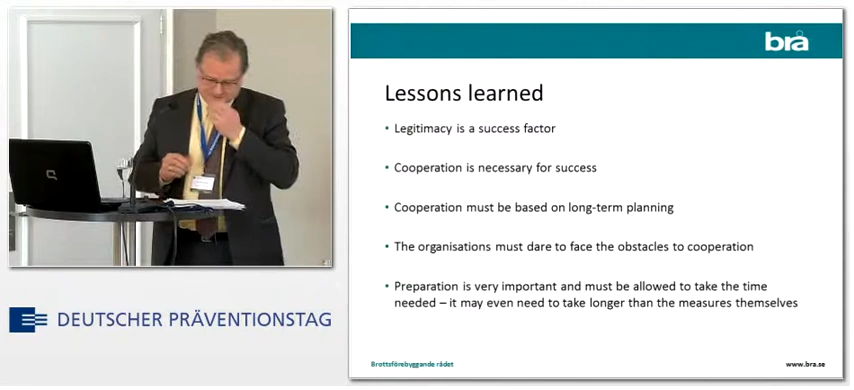 brå
Lessons learned
• Legitimacy is a success factor
• Cooperation is necessary for success
• Cooperation must be based on long-term planning
• The organisations must dare to face the obstacles to cooperation
• Preparation is very important and must be allowed to take the time
needed – it may even need to take longer than the measures themselves
DEUTSCHER PRÄVENTIONSTAG
Brottsförebyggande rådet
www.bra.se